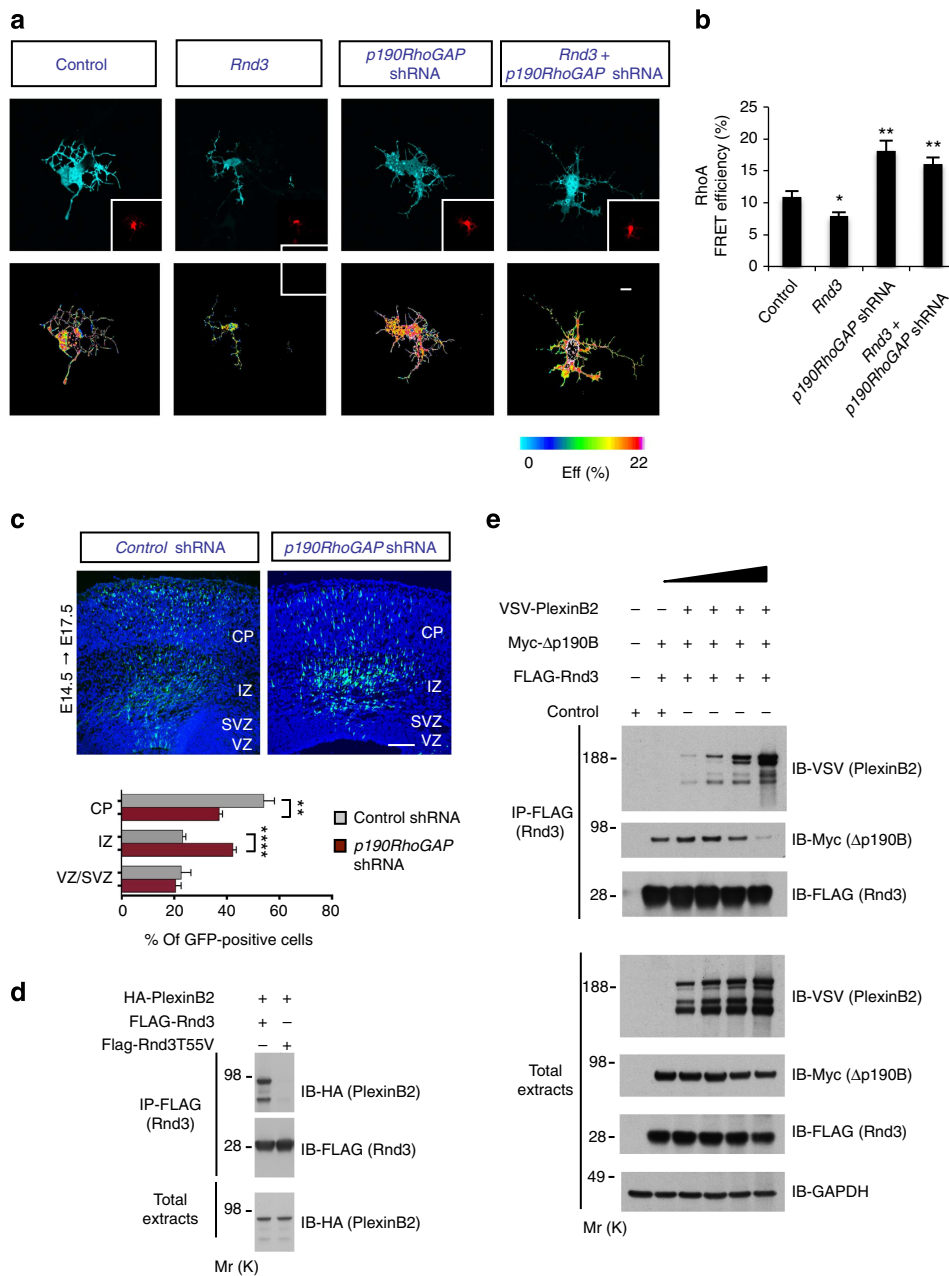 a
Control
Rnd3
p190RhoGAP
shRNA
Rnd3 +
p190RhoGAP shRNA
0
22
Eff (%)
b
RhoA
FRET efficiency (%)
25
20
15
10
5
0
*
**
**
Control
Rnd3
p190RhoGAP shRNA
Rnd3 +
p190RhoGAP shRNA
c
Control shRNA
p190RhoGAP shRNA
E14.5 → E17.5
CP
IZ
SVZ
VZ
CP
IZ
SVZ
VZ
CP
IZ
VZ/SVZ
**
****
0
20
40
60
80
% Of GFP-positive cells
Control shRNA
p190RhoGAP
shRNA
d
HA-PlexinB2 + +
FLAG-Rnd3 + –
Flag-Rnd3T55V – +
IP-FLAG
(Rnd3)
98
IB-HA (PlexinB2)
28
IB-FLAG (Rnd3)
Total
extracts
98
IB-HA (PlexinB2)
Mr (K)
e
VSV-PlexinB2 – – + + + +
Myc-Δp190B – + + + + +
FLAG-Rnd3 – + + + + +
Control + + – – – –
IP-FLAG
(Rnd3)
188
IB-VSV (PlexinB2)
98
IB-Myc (Δp190B)
28
IB-FLAG (Rnd3)
Total
extracts
188
IB-VSV (PlexinB2)
98
IB-Myc (Δp190B)
28
IB-FLAG (Rnd3)
49
IB-GAPDH
Mr (K)